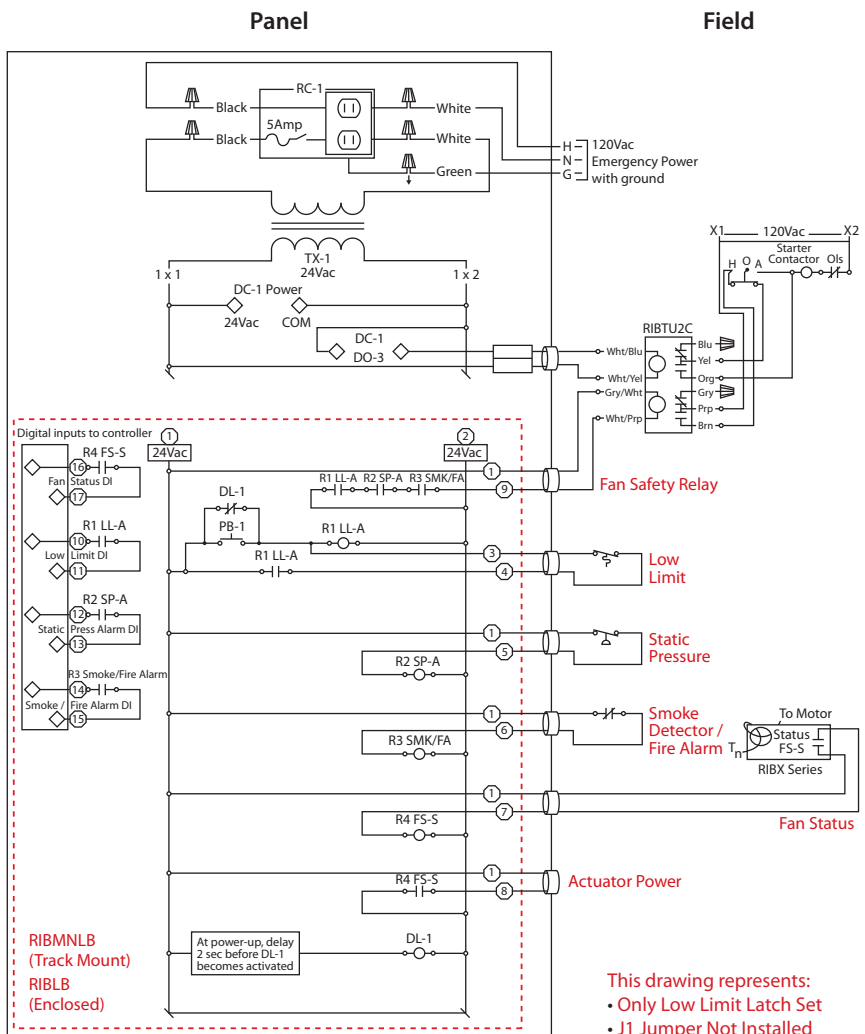 Panel
Field
RC-1
Black
White
5Amp
Black
White
Green
H
N
G
120Vac
Emergency Power
with ground
TX-1
24Vac
1 x 1
1 x 2
DC-1 Power
24Vac
COM
DC-1
DO-3
X1
120Vac
X2
Starter
Contactor
Ols
H
O
A
RIBTU2C
Wht/Blu
Wht/Yel
Gry/Wht
Wht/Prp
Blu
Yel
Org
Gry
Prp
Brn
Digital inputs to controller
1
24Vac
2
24Vac
16
R4 FS-S
Fan Status DI
17
R1 LL-A
10
Low Limit DI
11
R2 SP-A
12
Static Press Alarm DI
13
R3 Smoke/Fire Alarm
14
Smoke / Fire Alarm DI
15
1
R1 LL-A
R2 SP-A
R3 SMK/FA
9
Fan Safety Relay
DL-1
PB-1
R1 LL-A
3
R1 LL-A
4
Low
Limit
1
5
R2 SP-A
Static
Pressure
1
6
R3 SMK/FA
Smoke
Detector /
Fire Alarm
To Motor
Tn
Status
FS-S
RIBX Series
1
7
R4 FS-S
Fan Status
1
R4 FS-S
8
Actuator Power
At power-up, delay
2 sec before DL-1
becomes activated
DL-1
RIBMNLB
(Track Mount)
RIBLB
(Enclosed)
This drawing represents:
• Only Low Limit Latch Set
• J1 Jumper Not Installed